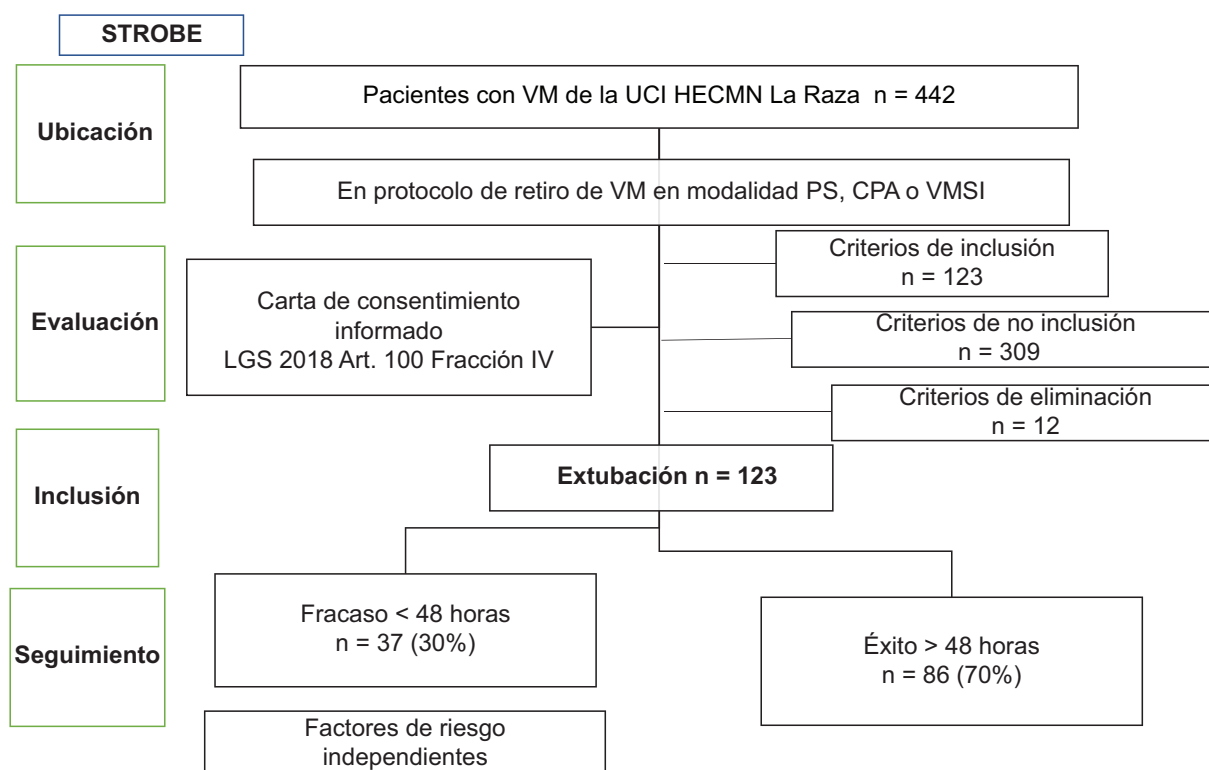 STROBE
Ubicación
Pacientes con VM de la UCI HECMN La Raza n = 442
En protocolo de retiro de VM en modalidad PS, CPA o VMSI
Evaluación
Carta de consentimiento
informado
LGS 2018 Art. 100 Fracción IV
Criterios de inclusión
n = 123
Criterios de no inclusión
n = 309
Criterios de eliminación
n = 12
Inclusión
Extubación n = 123
Seguimiento
Fracaso < 48 horas
n = 37 (30%)
Éxito > 48 horas
n = 86 (70%)
Factores de riesgo
independientes